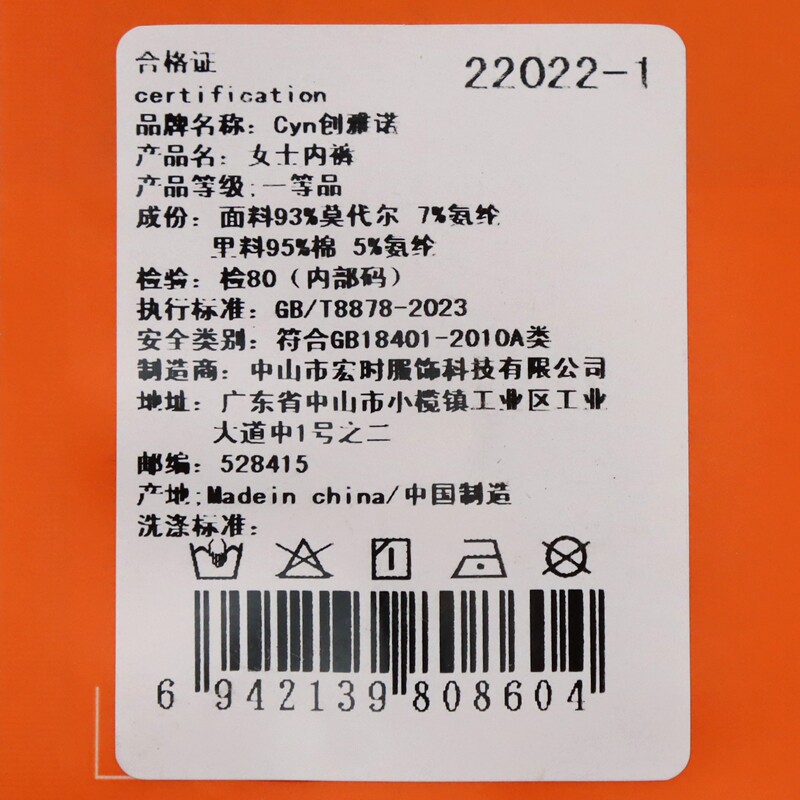 合格证
22022-1
certification
品牌名称：Cyn创雅诺
产品名：女士内裤
产品等级:一等品
成份：面料93%莫代尔 7%氨纶
里料95%棉 5%氨纶
检验：检80（内部码）
执行标准：GB/T8878-2023
安全类别：符合GB18401-2010A类
制造商：中山市宏时服饰科技有限公司
地址：广东省中山市小榄镇工业区工业
大道中1号之二
邮编：528415
产地:Madein china/中国制造
洗涤标准：
6 942139 808604